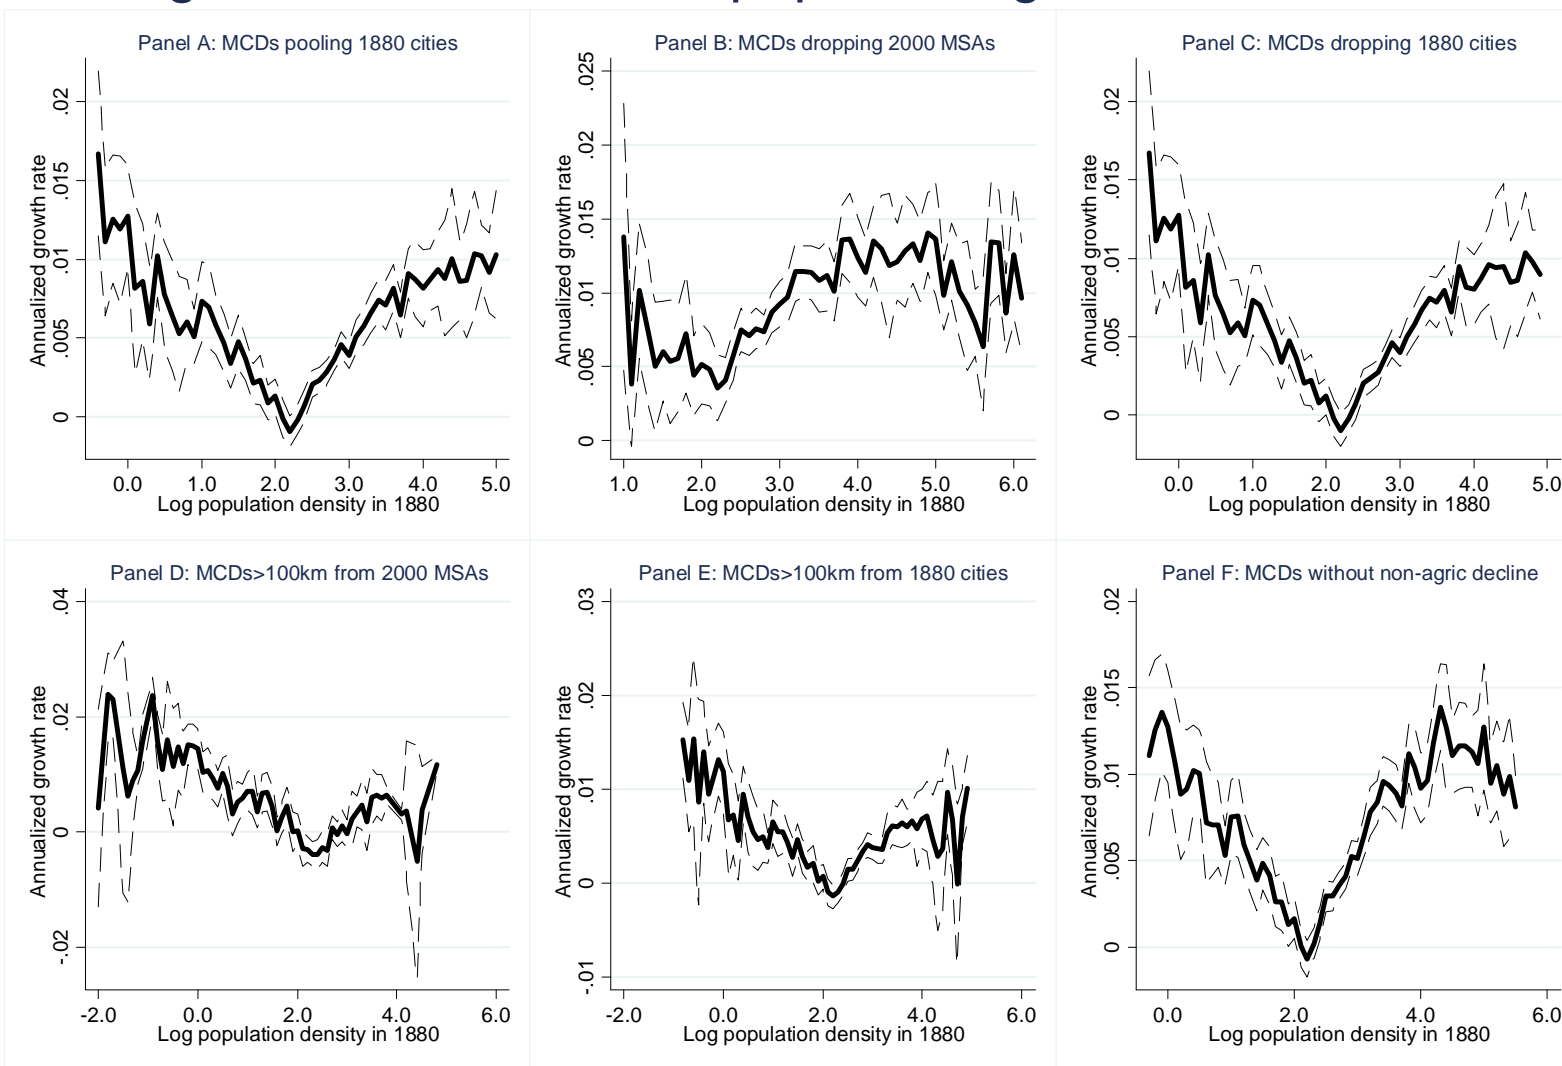 Panel A: MCDs pooling 1880 cities
Annualized growth rate
.02
.015
.01
.005
0
0.0 1.0 2.0 3.0 4.0 5.0
Log population density in 1880
Panel B: MCDs dropping 2000 MSAs
Annualized growth rate
.025
.02
.015
.01
.005
0
1.0 2.0 3.0 4.0 5.0 6.0
Log population density in 1880
Panel C: MCDs dropping 1880 cities
Annualized growth rate
.02
.015
.01
.005
0
0.0 1.0 2.0 3.0 4.0 5.0
Log population density in 1880
Panel D: MCDs>100km from 2000 MSAs
Annualized growth rate
.04
.02
0
-.02
-2.0 0.0 2.0 4.0 6.0
Log population density in 1880
Panel E: MCDs>100km from 1880 cities
Annualized growth rate
.03
.02
.01
0
-.01
-2.0 0.0 2.0 4.0 6.0
Log population density in 1880
Panel F: MCDs without non-agric decline
Annualized growth rate
.02
.015
.01
.005
0
0.0 2.0 4.0 6.0
Log population density in 1880